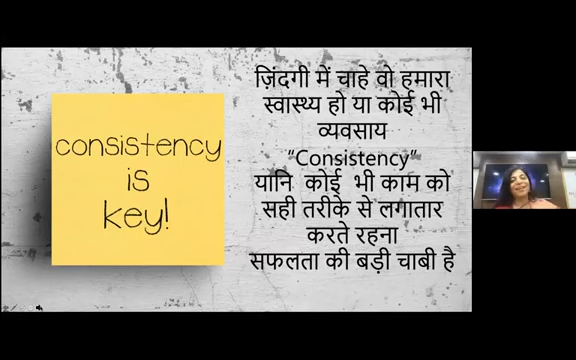 consistency
is
key!
ज़िंदगी में चाहे वो हमारा
स्वास्थ्य हो या कोई भी
व्यवसाय
“Consistency”
यानि कोई भी काम को
सही तरीके से लगातार
करते रहना
सफलता की बड़ी चाबी है